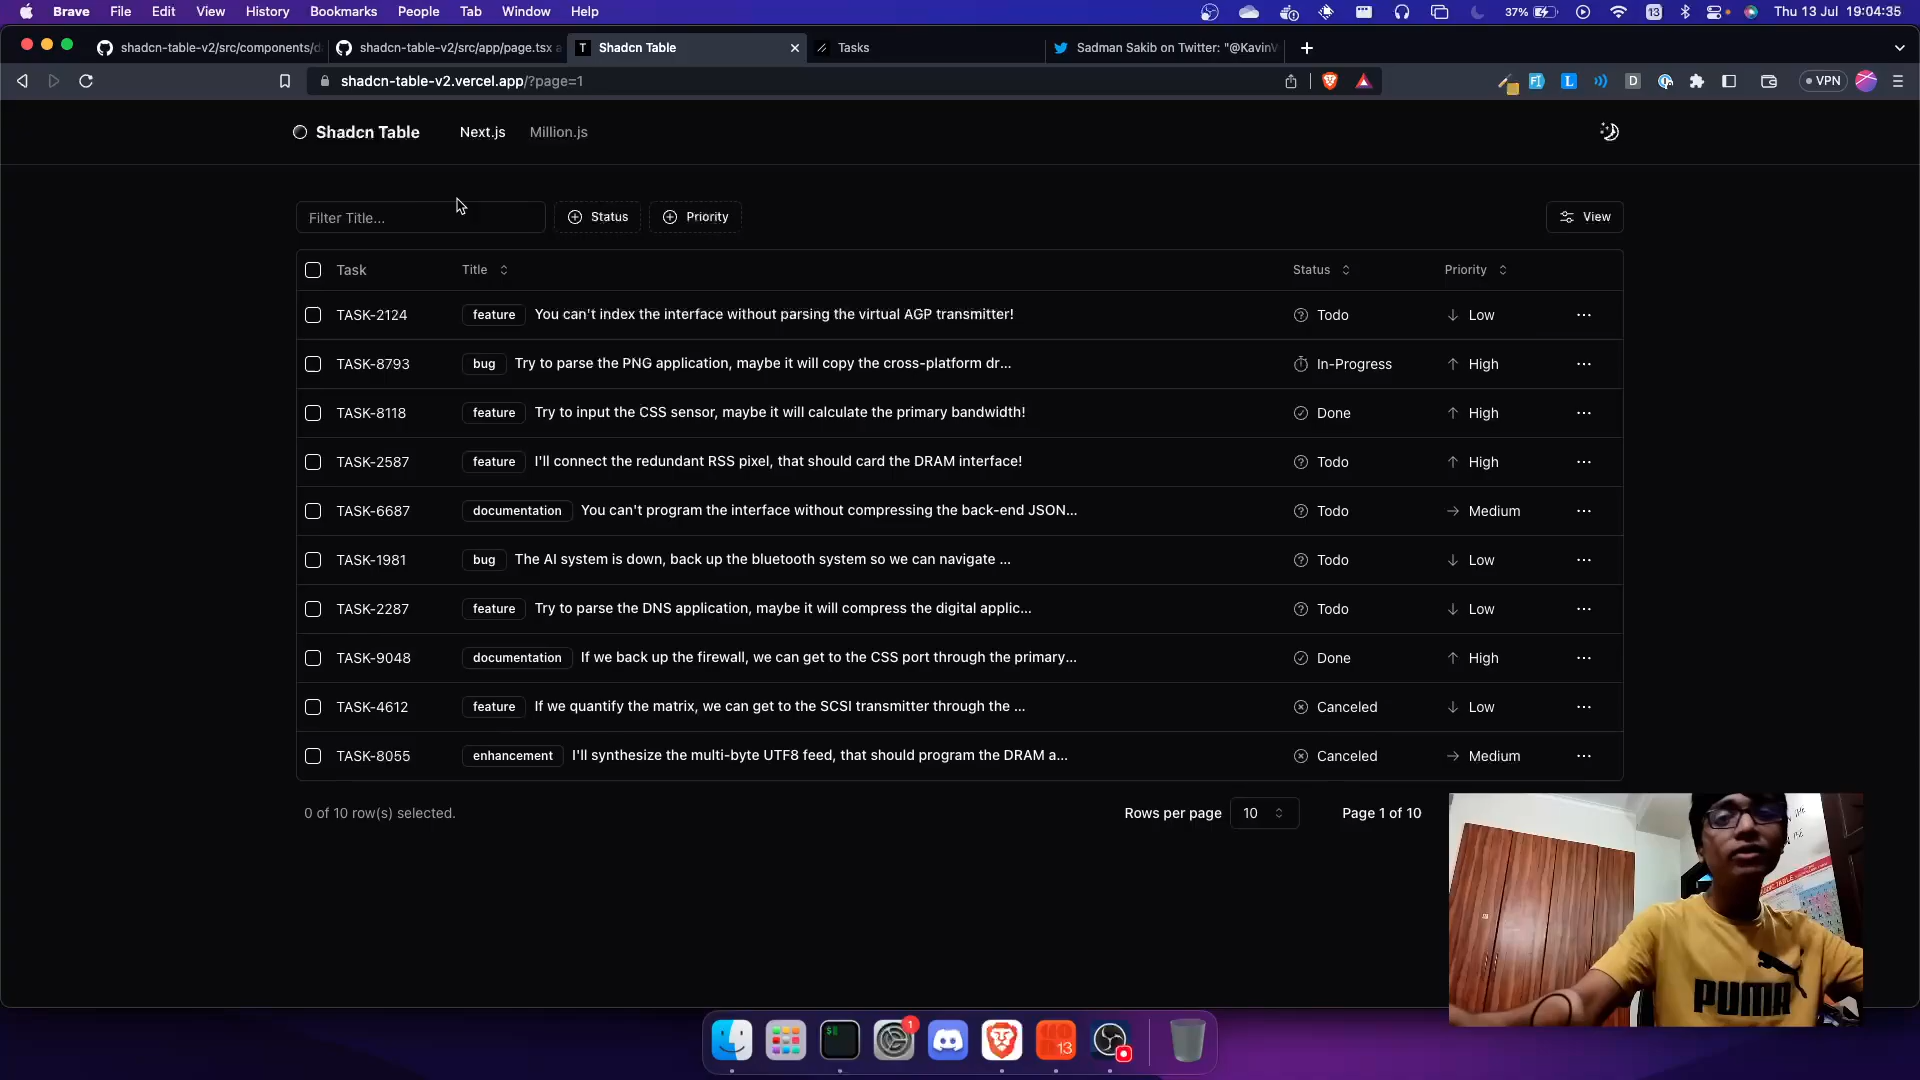 Brave File Edit View History Bookmarks People Tab Window Help 37% 13 Thu 13 Jul 19:04:35
shadcn-table-v2/src/components/d shadcn-table-v2/src/app/page.tsx a T Shadcn Table Tasks Sadman Sakib on Twitter: "@KavinV
shadcn-table-v2.vercel.app/?page=1 L D VPN
Shadcn Table Next.js Million.js
Filter Title... Status Priority View
Task Title Status Priority
TASK-2124 feature You can't index the interface without parsing the virtual AGP transmitter! Todo Low
TASK-8793 bug Try to parse the PNG application, maybe it will copy the cross-platform dr... In-Progress High
TASK-8118 feature Try to input the CSS sensor, maybe it will calculate the primary bandwidth! Done High
TASK-2587 feature I'll connect the redundant RSS pixel, that should card the DRAM interface! Todo High
TASK-6687 documentation You can't program the interface without compressing the back-end JSON... Todo Medium
TASK-1981 bug The AI system is down, back up the bluetooth system so we can navigate ... Todo Low
TASK-2287 feature Try to parse the DNS application, maybe it will compress the digital applic... Todo Low
TASK-9048 documentation If we back up the firewall, we can get to the CSS port through the primary... Done High
TASK-4612 feature If we quantify the matrix, we can get to the SCSI transmitter through the ... Canceled Low
TASK-8055 enhancement I'll synthesize the multi-byte UTF8 feed, that should program the DRAM a... Canceled Medium
0 of 10 row(s) selected. Rows per page 10 Page 1 of 10
PUMA
1
13